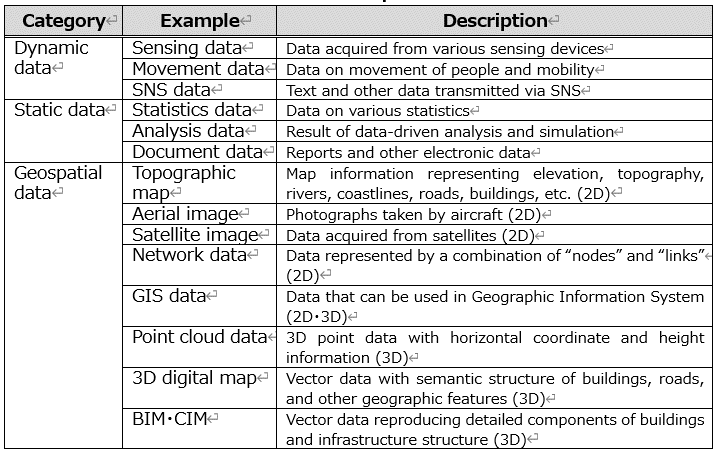 Category Example Description
Dynamic data Sensing data Data acquired from various sensing devices
Movement data Data on movement of people and mobility
SNS data Text and other data transmitted via SNS
Static data Statistics data Data on various statistics
Analysis data Result of data-driven analysis and simulation
Document data Reports and other electronic data
Geospatial data Topographic map Map information representing elevation, topography,
rivers, coastlines, roads, buildings, etc. (2D)
Aerial image Photographs taken by aircraft (2D)
Satellite image Data acquired from satellites (2D)
Network data Data represented by a combination of “nodes” and “links”
(2D)
GIS data Data that can be used in Geographic Information System
(2D・3D)
Point cloud data 3D point data with horizontal coordinate and height
information (3D)
3D digital map Vector data with semantic structure of buildings, roads,
and other geographic features (3D)
BIM・CIM Vector data reproducing detailed components of buildings
and infrastructure structure (3D)